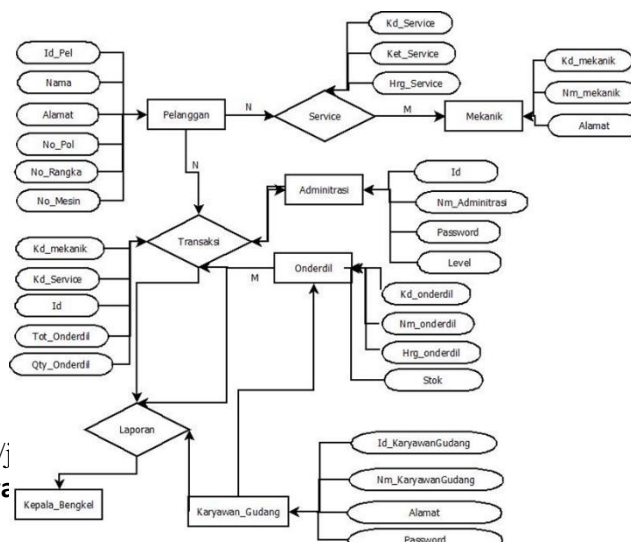 Id_Pel
Nama
Alamat
No_Pol
No_Rangka
No_Mesin
Pelanggan
N
Kd_Service
Ket_Service
Hrg_Service
Service
M
Mekanik
Kd_mekanik
Nm_mekanik
Alamat
N
Adminitrasi
Id
Nm_Adminitrasi
Password
Level
Transaksi
Kd_mekanik
Kd_Service
Id
Tot_Onderdil
Qty_Onderdil
M
Onderdil
Kd_onderdil
Nm_onderdil
Hrg_onderdil
Stok
Laporan
Kepala_Bengkel
Karyawan_Gudang
Id_KaryawanGudang
Nm_KaryawanGudang
Alamat
Password